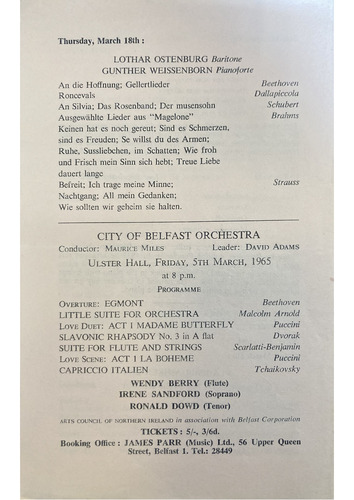 Thursday, March 18th :
LOTHAR OSTENBURG Baritone
GUNTHER WEISSENBORN Pianoforte
An die Hoffnung; Gellertlieder Beethoven
Roncevals Dallapiccola
An Silvia; Das Rosenband; Der musensohn Schubert
Ausgewählte Lieder aus "Magelone" Brahms
Keinen hat es noch gereut; Sind es Schmerzen,
sind es Freuden; Se willst du des Armen;
Ruhe, Sussliebchen, im Schatten; Wie froh
und Frisch mein Sinn sich hebt; Treue Liebe
dauert lange
Befreit; Ich trage meine Minne; Strauss
Nachtgang; All mein Gedanken;
Wie sollten wir geheim sie halten.
CITY OF BELFAST ORCHESTRA
Conductor: MAURICE MILES Leader: DAVID ADAMS
ULSTER HALL, FRIDAY, 5TH MARCH, 1965
at 8 p.m.
PROGRAMME
OVERTURE: EGMONT Beethoven
LITTLE SUITE FOR ORCHESTRA Malcolm Arnold
LOVE DUET: ACT I MADAME BUTTERFLY Puccini
SLAVONIC RHAPSODY No. 3 in A flat Dvorak
SUITE FOR FLUTE AND STRINGS Scarlatti-Benjamin
LOVE SCENE: ACT I LA BOHEME Puccini
CAPRICCIO ITALIEN Tchaikovsky
WENDY BERRY (Flute)
IRENE SANDFORD (Soprano)
RONALD DOWD (Tenor)
ARTS COUNCIL OF NORTHERN IRELAND in association with Belfast Corporation
TICKETS: 5/-, 3/6d.
Booking Office : JAMES PARR (Music) Ltd., 56 Upper Queen
Street, Belfast 1. Tel.: 28449